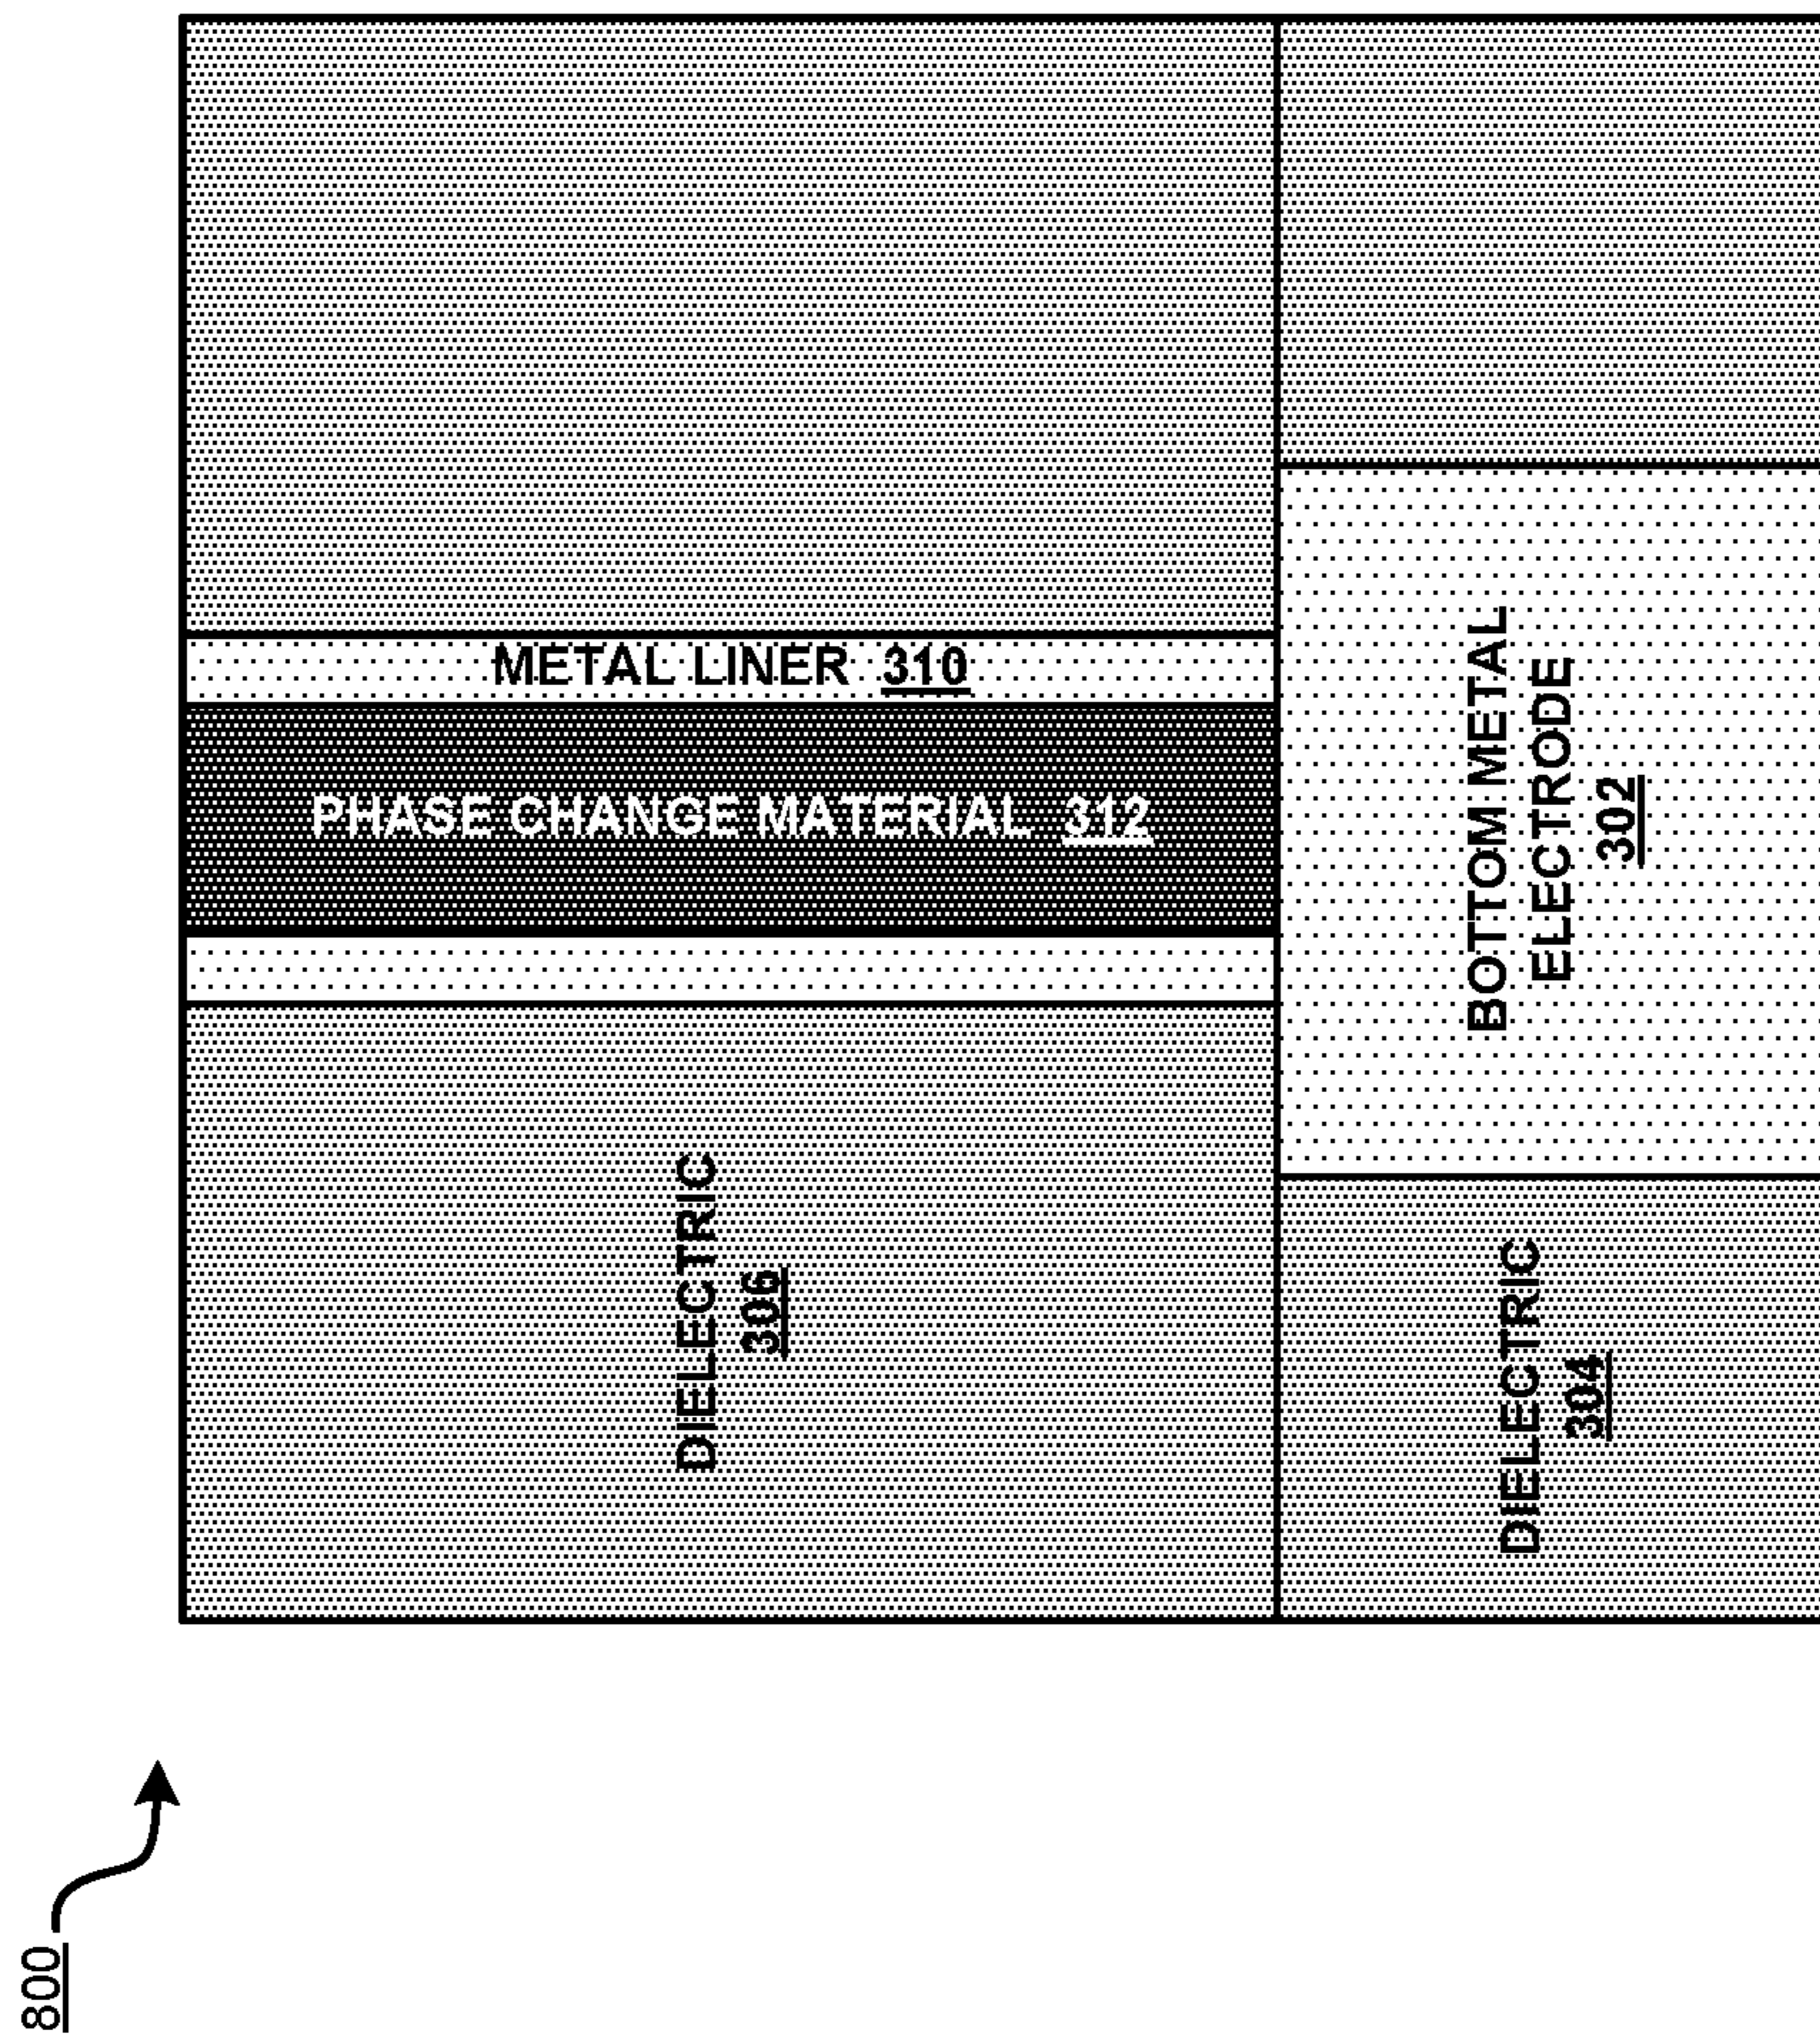 800
METAL LINER 310
PHASE CHANGE MATERIAL 312
DIELECTRIC
306
BOTTOM METAL
ELECTRODE
302
DIELECTRIC
304